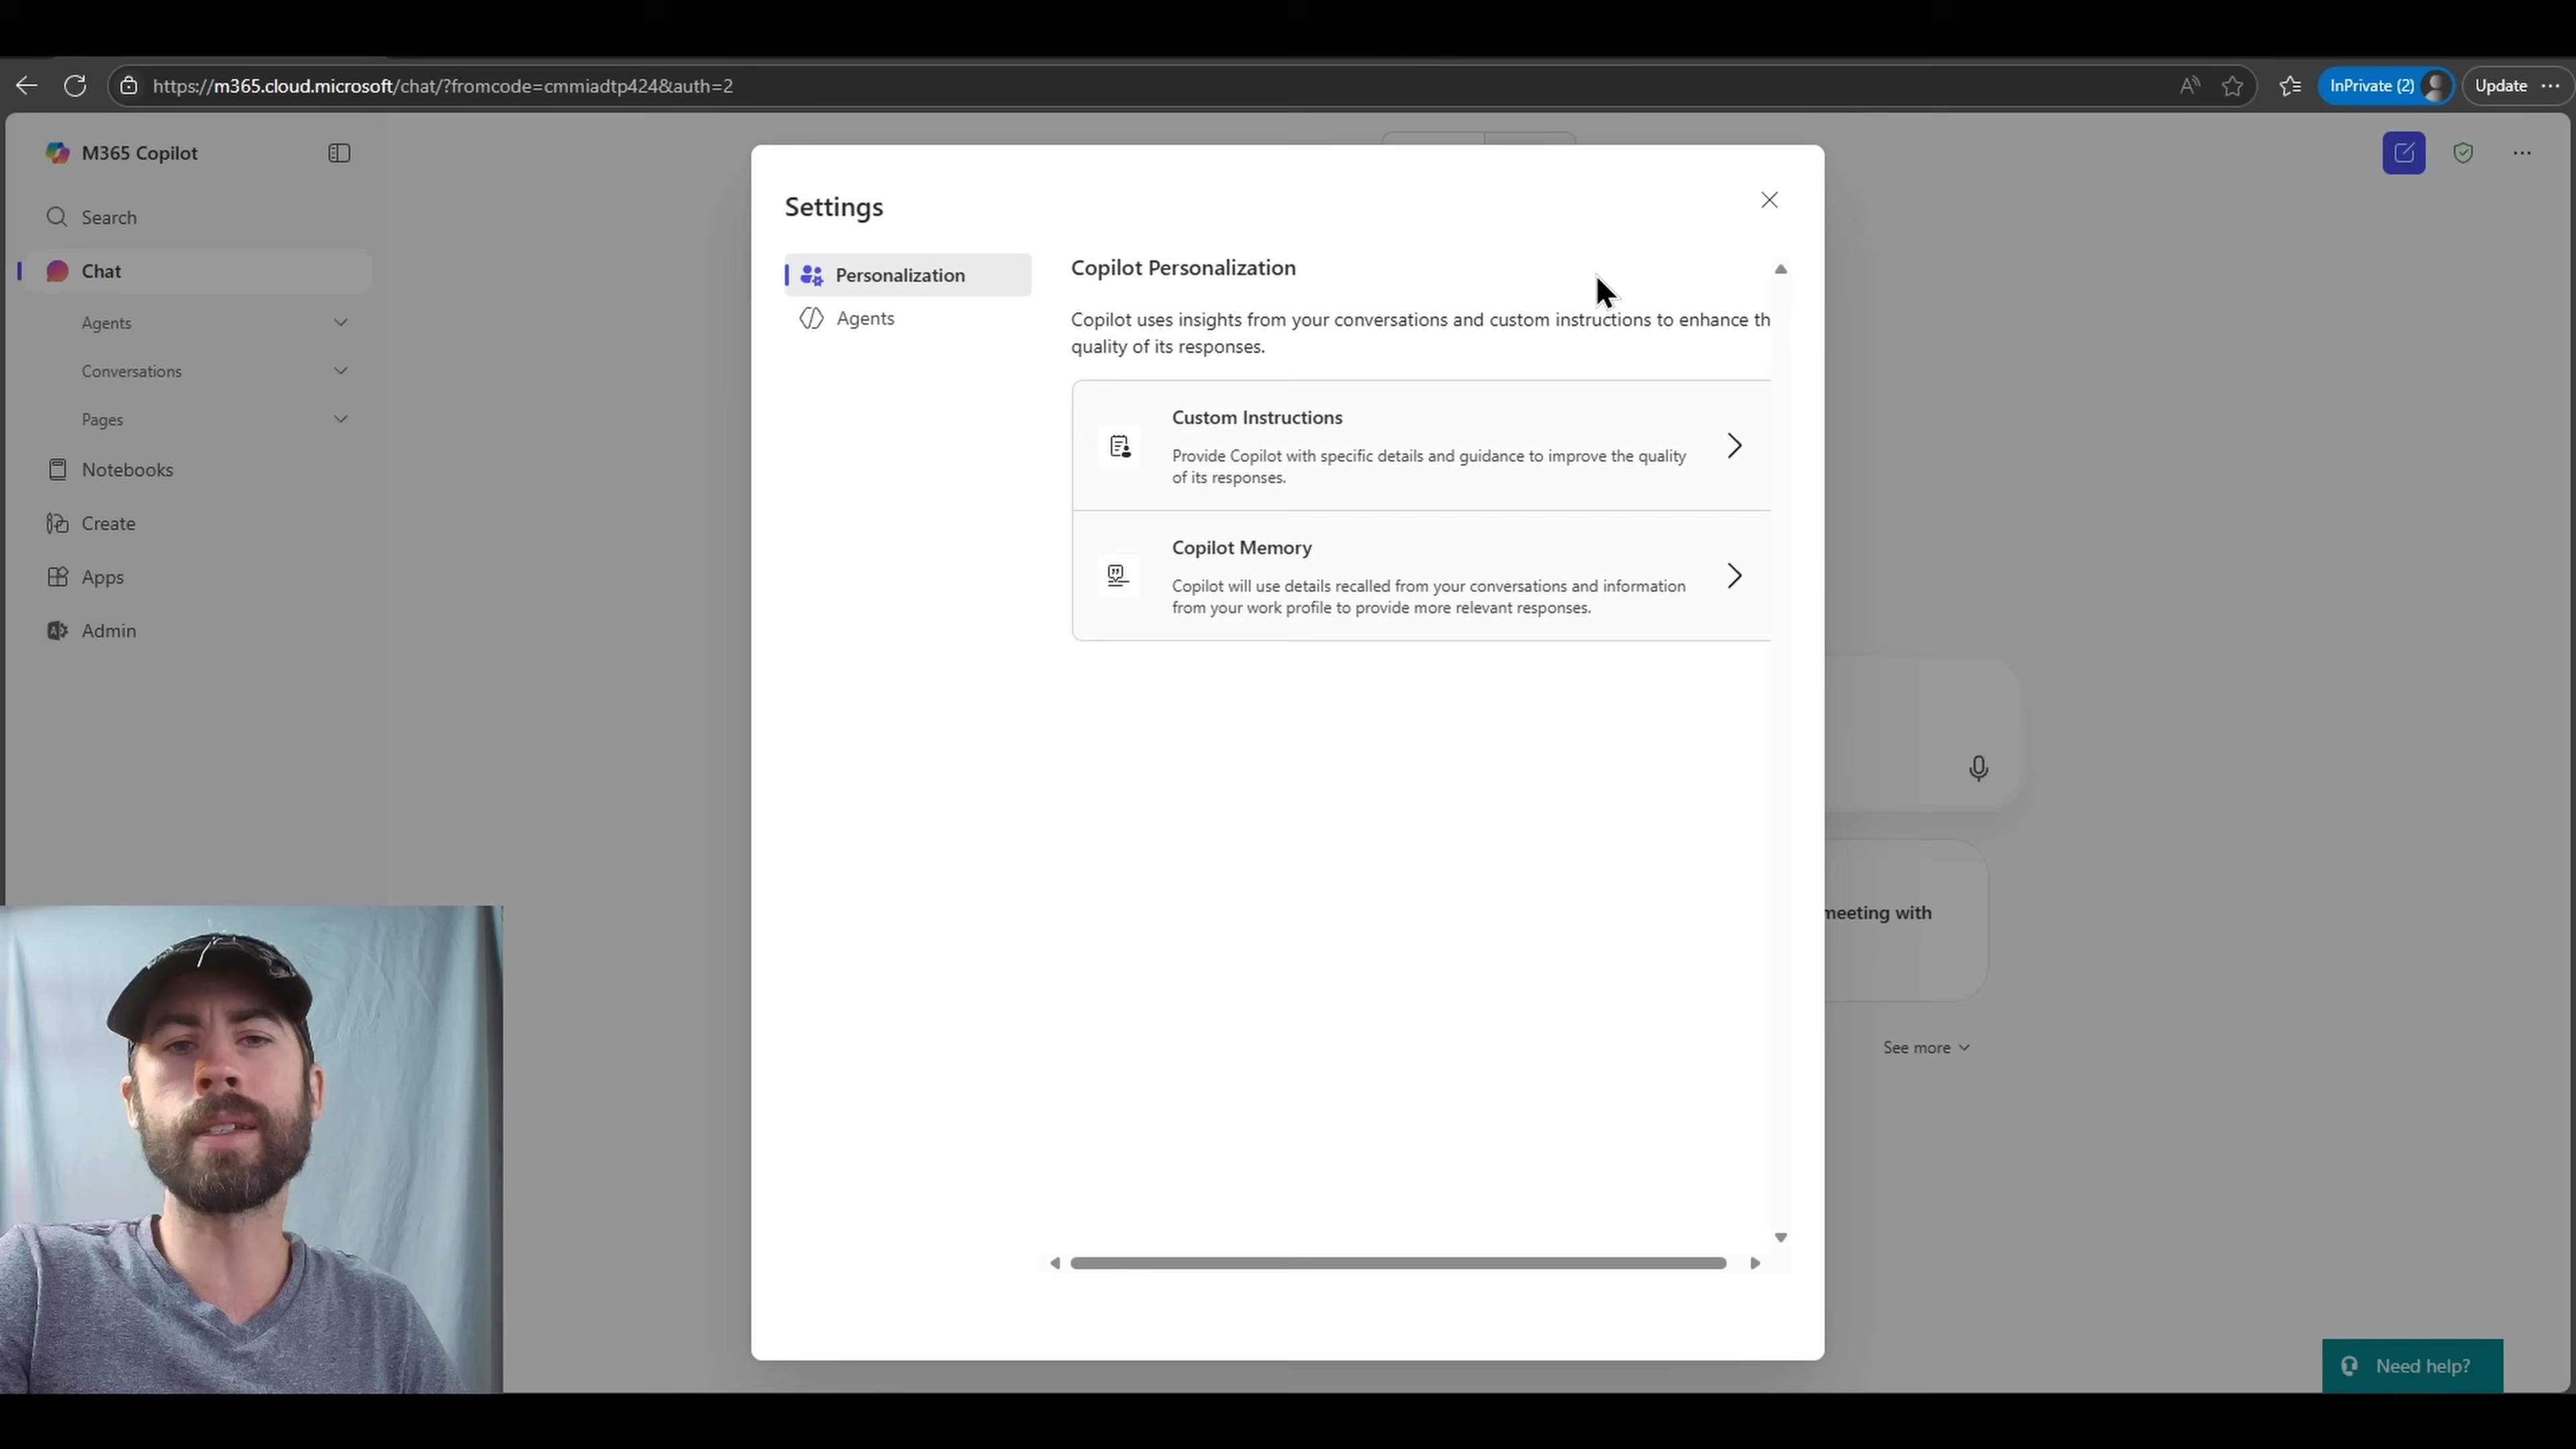 https://m365.cloud.microsoft/chat/?fromcode=cmmiadtp424&auth=2
InPrivate (2)
Update
M365 Copilot
Search
Chat
Agents
Conversations
Pages
Notebooks
Create
Apps
Admin
Settings
Personalization
Agents
Copilot Personalization
Copilot uses insights from your conversations and custom instructions to enhance th
quality of its responses.
Custom Instructions
Provide Copilot with specific details and guidance to improve the quality
of its responses.
Copilot Memory
Copilot will use details recalled from your conversations and information
from your work profile to provide more relevant responses.
meeting with
See more
Need help?